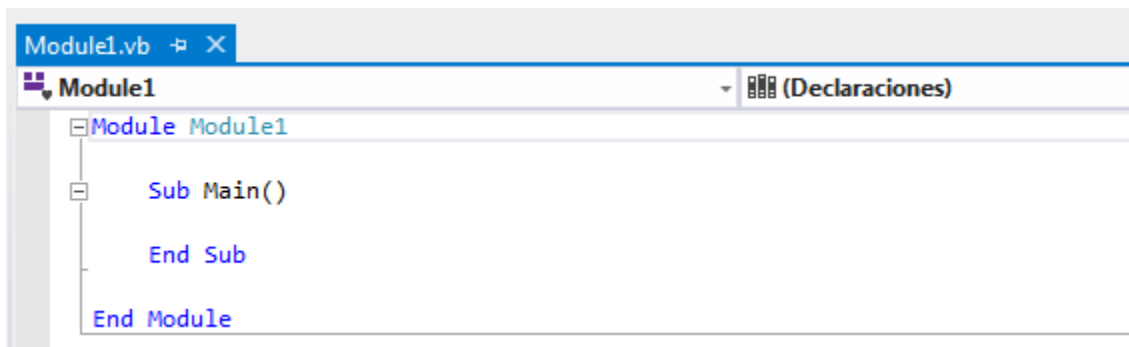 Module1.vb
Module1 (Declaraciones)
Module Module1
Sub Main()
End Sub
End Module